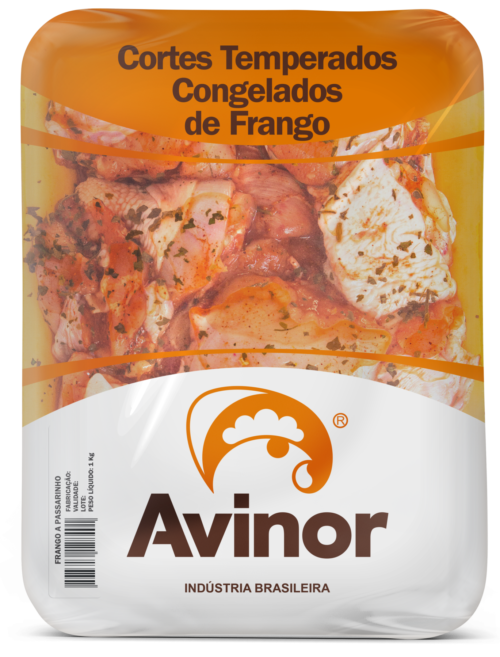 Cortes Temperados
Congelados
de Frango
®
Avinor
INDÚSTRIA BRASILEIRA
FRANGO A PASSARINHO
FABRICAÇÃO:
VALIDADE:
LOTE:
PESO LÍQUIDO: 1 Kg